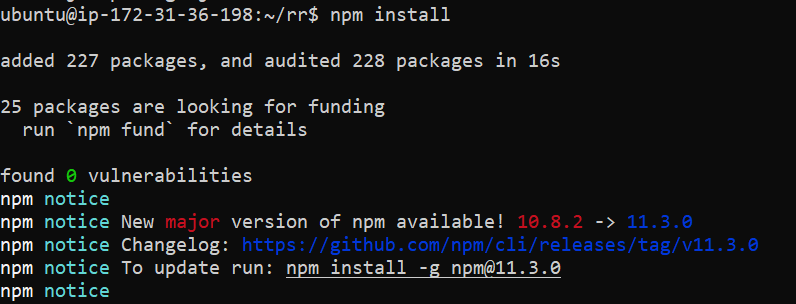 ubuntu@ip-172-31-36-198:~/rr$ npm install
added 227 packages, and audited 228 packages in 16s
25 packages are looking for funding
  run `npm fund` for details
found 0 vulnerabilities
npm notice
npm notice New major version of npm available! 10.8.2 -> 11.3.0
npm notice Changelog: https://github.com/npm/cli/releases/tag/v11.3.0
npm notice To update run: npm install -g npm@11.3.0
npm notice